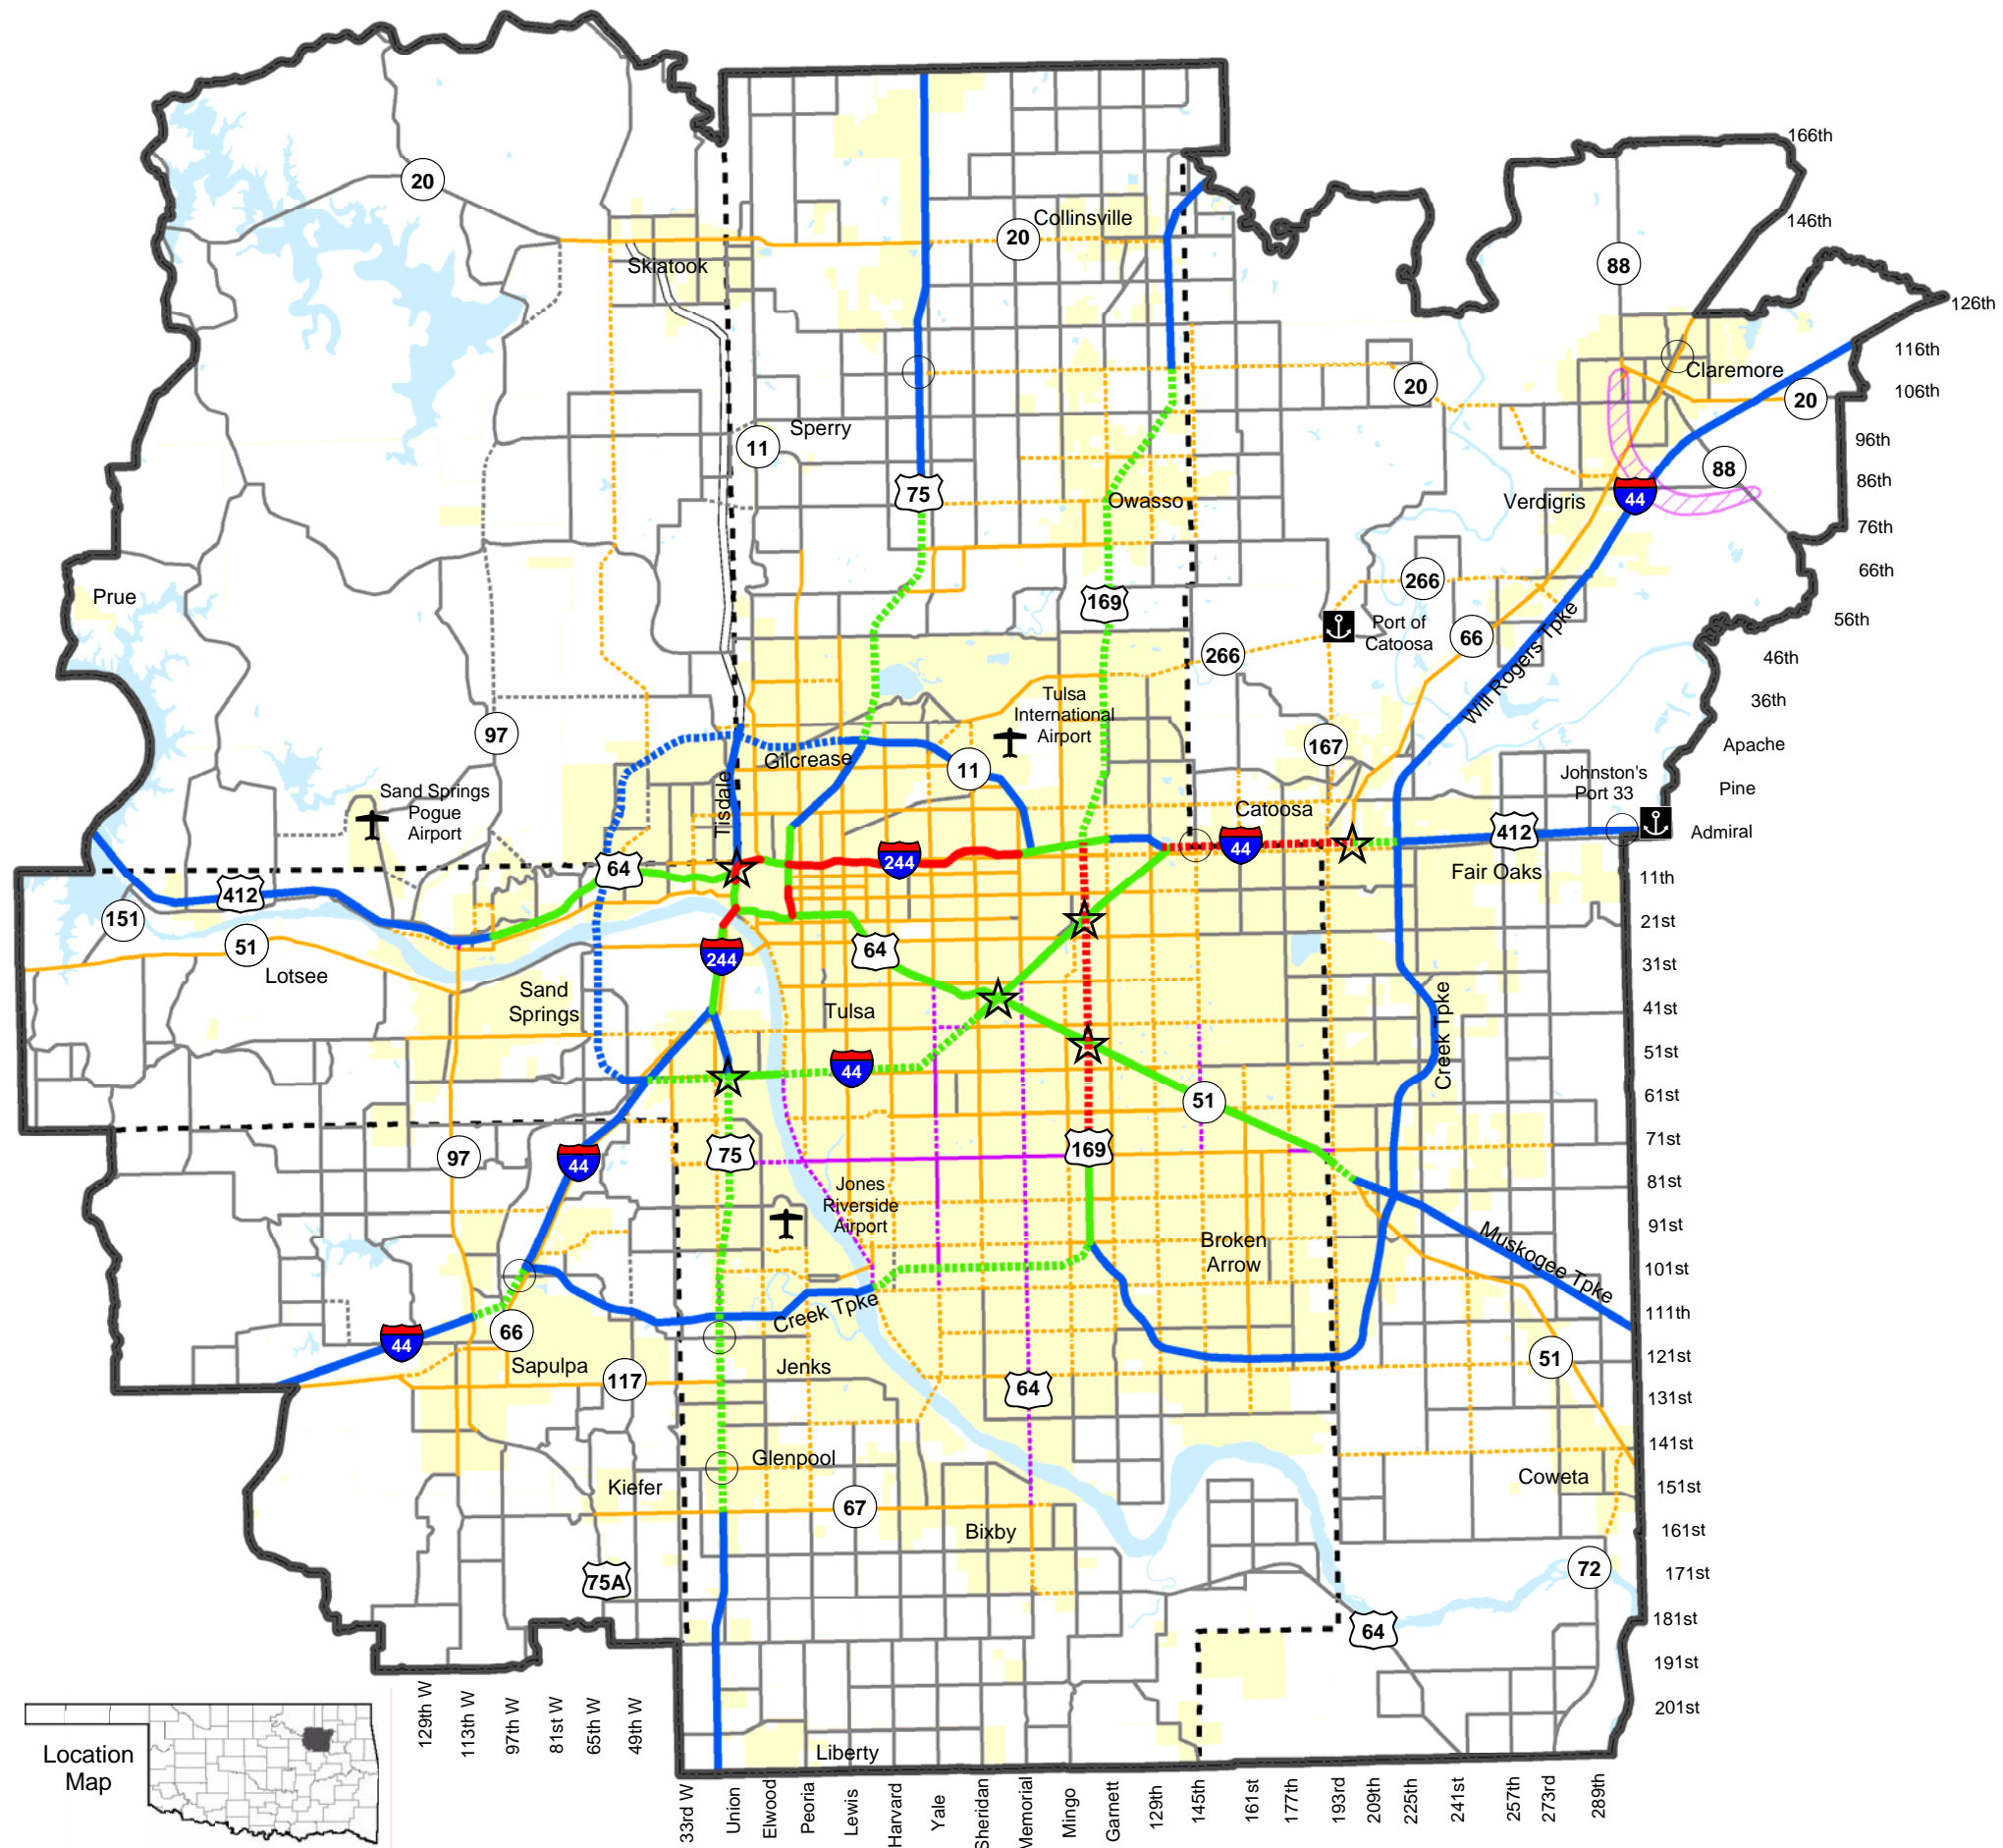 166th
20
146th
Collinsville
20
88
Skiatook
126th
116th
Claremore
20
20
106th
Sperry
11
96th
88
86th
75
Owasso
Verdigris
44
76th
66th
266
Prue
169
56th
Port of
Catoosa
66
266
Will Rogers Tpke
46th
Tulsa
International
Airport
36th
97
167
Apache
Gilcrease
11
Johnston's
Port 33
Pine
Sand Springs
Pogue
Airport
Tisdale
Catoosa
412
Admiral
244
44
64
Fair Oaks
11th
412
151
21st
51
64
244
31st
Lotsee
Sand
Springs
Tulsa
41st
Creek Tpke
51st
44
61st
51
71st
97
44
75
169
81st
Jones
Riverside
Airport
91st
Broken
Arrow
Muskogee Tpke
101st
111th
Creek Tpke
66
44
Sapulpa
Jenks
51
121st
117
64
131st
141st
Glenpool
Coweta
Kiefer
151st
67
Bixby
161st
72
75A
171st
181st
64
191st
201st
Location
Map
Liberty
129th W
113th W
97th W
81st W
65th W
49th W
33rd W
Union
Elwood
Peoria
Lewis
Harvard
Yale
Sheridan
Memorial
Mingo
Garnett
129th
145th
161st
177th
193rd
209th
225th
241st
257th
273rd
289th